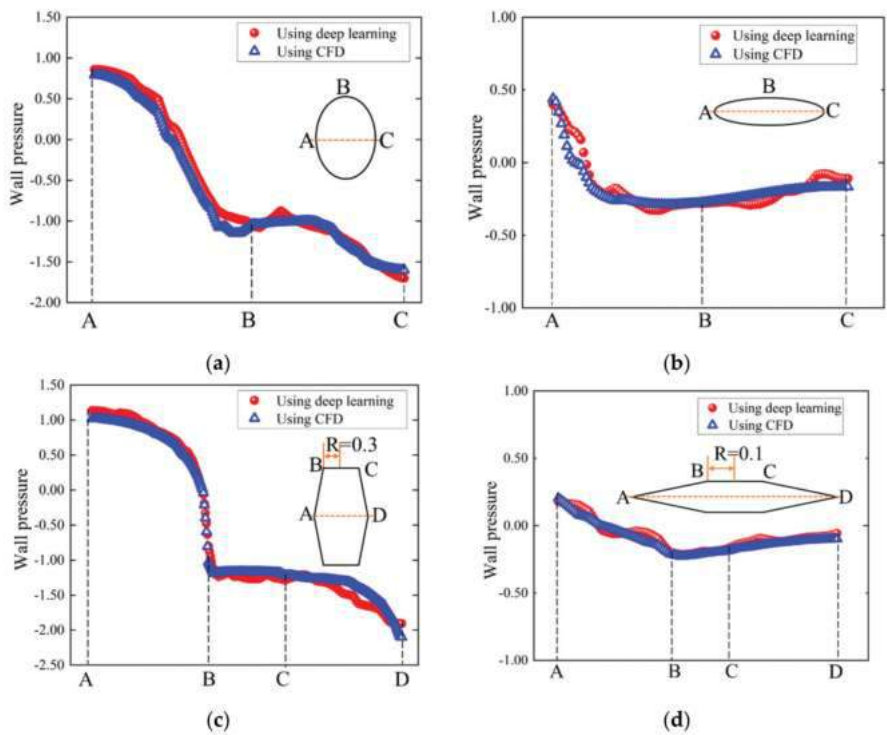 1.50
1.00
0.50
0.00
-0.50
-1.00
-1.50
-2.00
Wall pressure
Using deep learning
Using CFD
B
A
C
A
B
C
(a)
1.00
0.50
0.00
-0.50
-1.00
Wall pressure
Using deep learning
Using CFD
B
A
C
A
B
C
(b)
1.50
1.00
0.50
0.00
-0.50
-1.00
-1.50
-2.00
-2.50
Wall pressure
Using deep learning
Using CFD
R=0.3
B
C
A
D
A
B
C
D
(c)
1.00
0.50
0.00
-0.50
-1.00
Wall pressure
Using deep learning
Using CFD
R=0.1
B
C
A
D
A
B
C
D
(d)